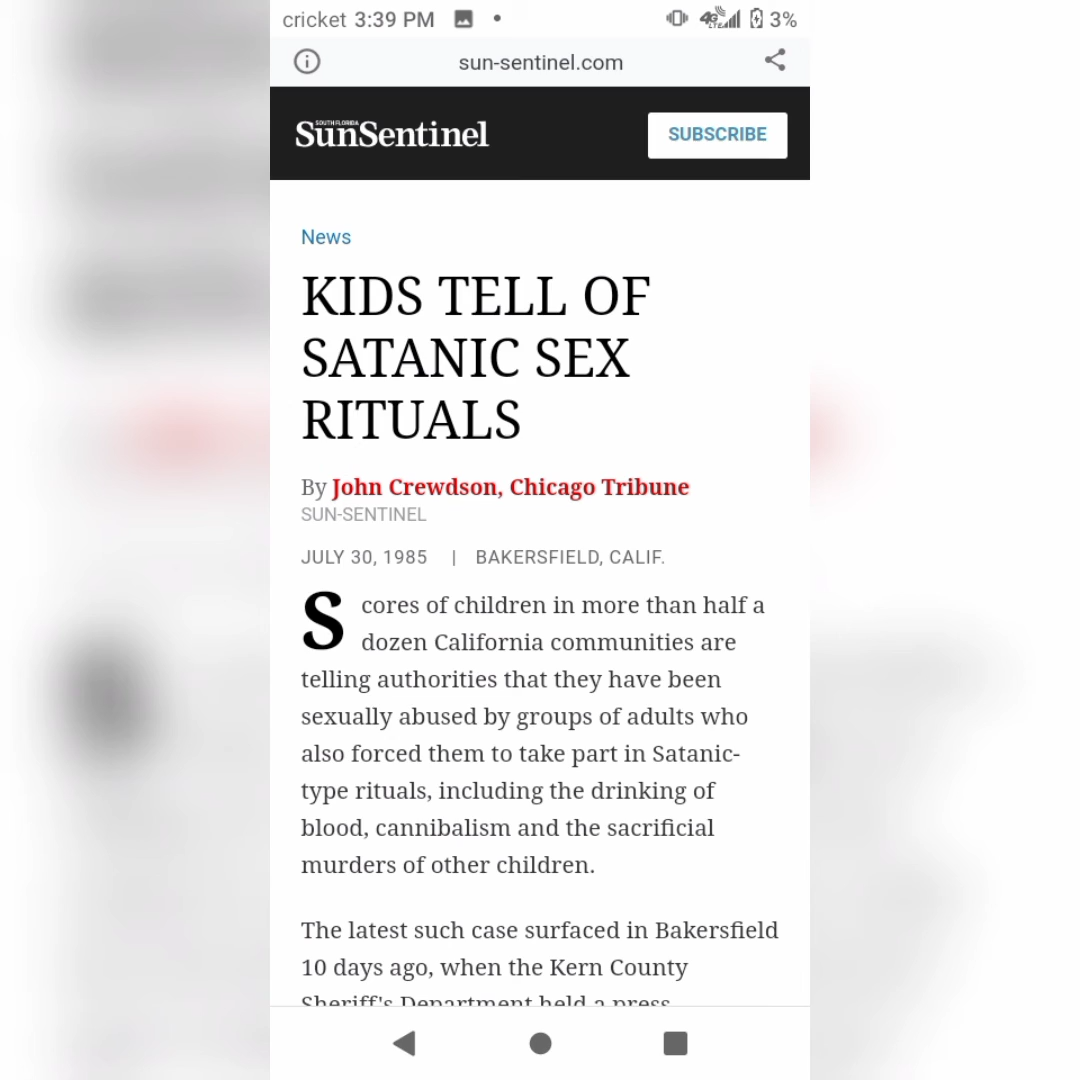 cricket 3:39 PM 4G LTE 3%
sun-sentinel.com
SOUTH FLORIDA
SunSentinel
SUBSCRIBE
News
KIDS TELL OF
SATANIC SEX
RITUALS
By John Crewdson, Chicago Tribune
SUN-SENTINEL
JULY 30, 1985 | BAKERSFIELD, CALIF.
Scores of children in more than half a
dozen California communities are
telling authorities that they have been
sexually abused by groups of adults who
also forced them to take part in Satanic-
type rituals, including the drinking of
blood, cannibalism and the sacrificial
murders of other children.
The latest such case surfaced in Bakersfield
10 days ago, when the Kern County
Sheriff's Department held a press